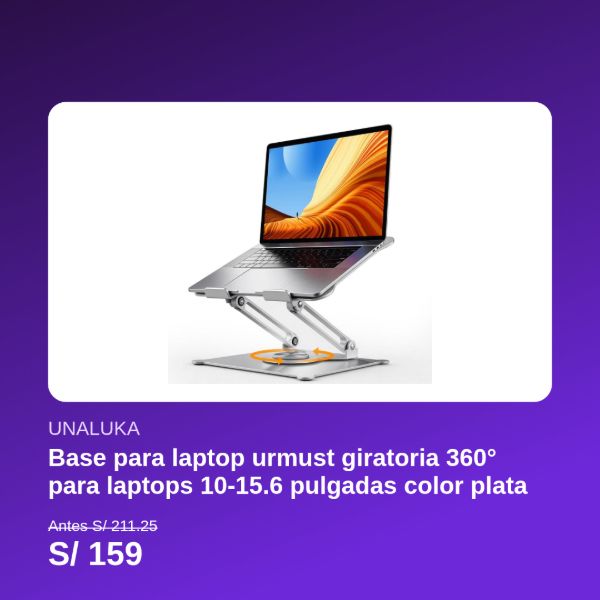 UNALUKA
Base para laptop urmust giratoria 360°
para laptops 10-15.6 pulgadas color plata
Antes S/ 211.25
S/ 159